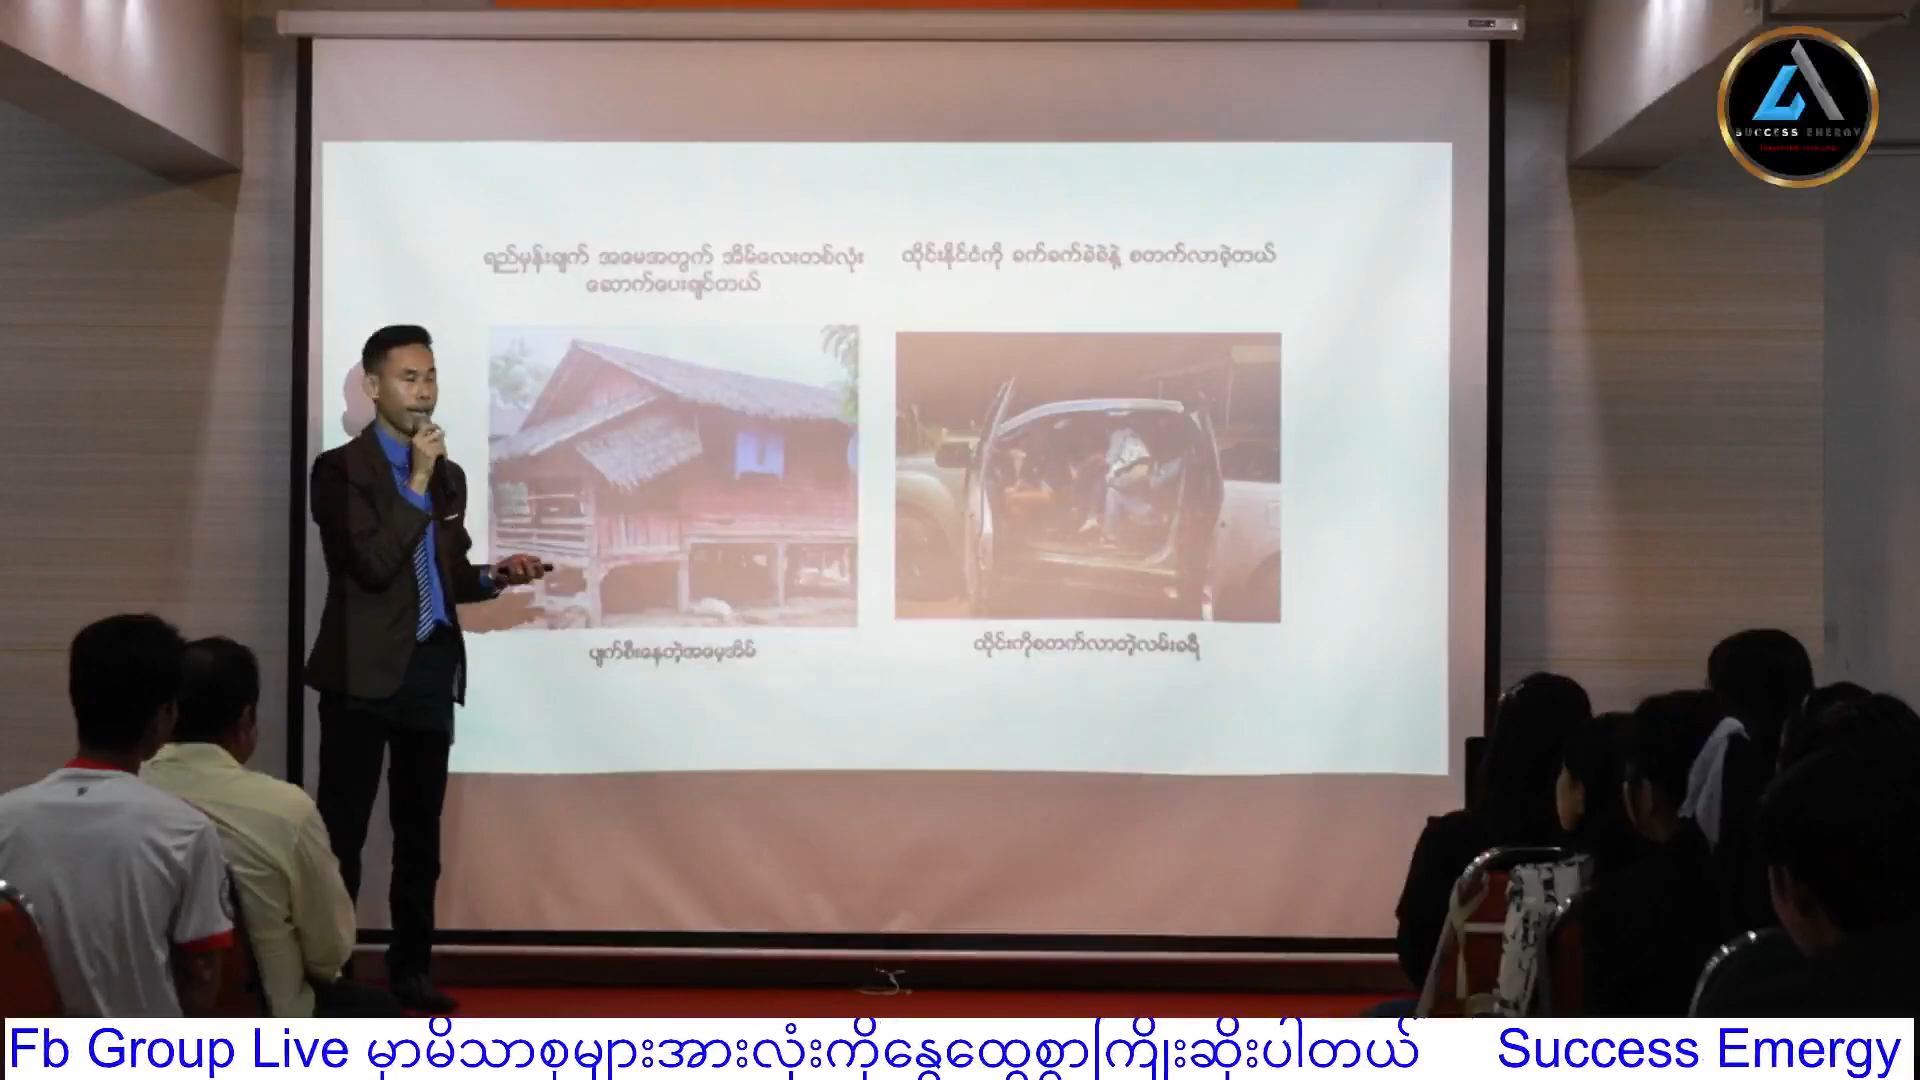 SUCCESS ENERGY
ရည်မှန်းချက် အမေအတွက် အိမ်လေးတစ်လုံး
ဆောက်ပေးချင်တယ်
ထိုင်းနိုင်ငံကို ခက်ခက်ခဲခဲနဲ့ စတက်လာခဲ့တယ်
ပျက်စီးနေတဲ့အမေ့အိမ်
ထိုင်းကိုစတက်လာတဲ့လမ်းခရီ
Fb Group Live မှာမိသာစုများအားလုံးကိုနွေထွေစွာကြိုးဆိုးပါတယ် Success Emergy